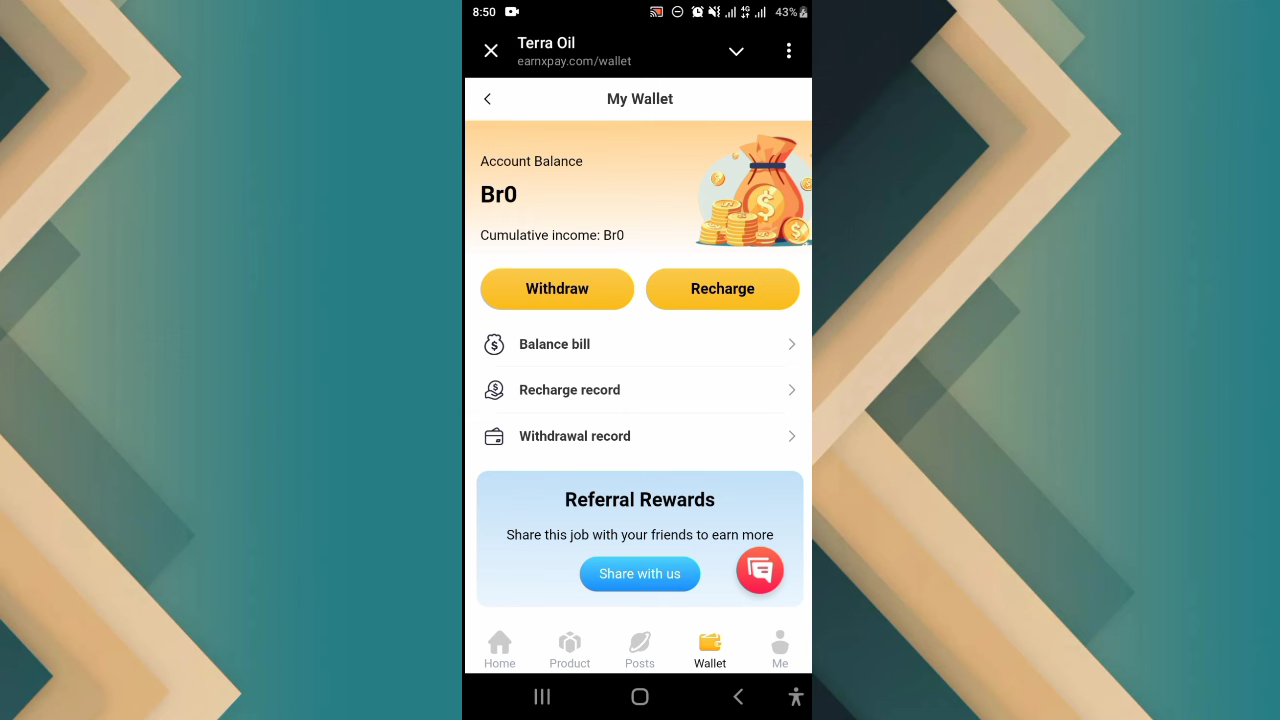 8:50
4G
43%
Terra Oil
earnxpay.com/wallet
My Wallet
Account Balance
Br0
Cumulative income: Br0
Withdraw
Recharge
Balance bill
Recharge record
Withdrawal record
Referral Rewards
Share this job with your friends to earn more
Share with us
Home
Product
Posts
Wallet
Me